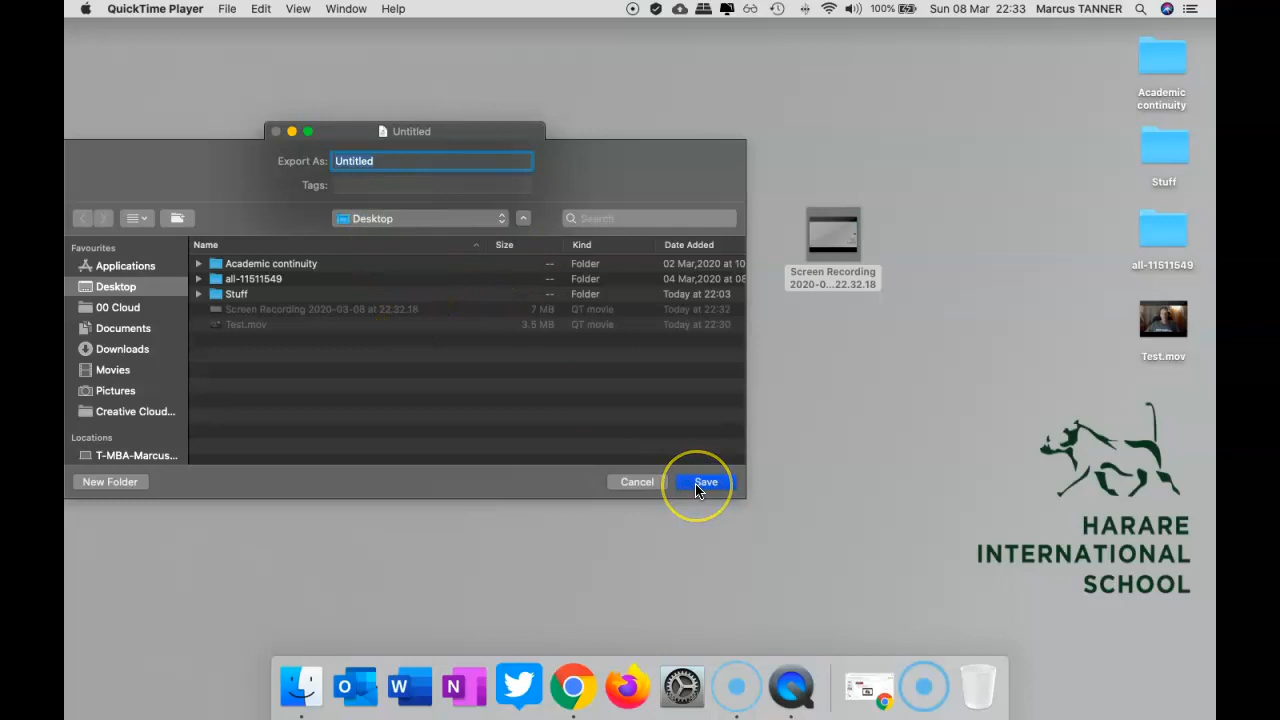 QuickTime Player File Edit View Window Help 100% Sun 08 Mar 22:33 Marcus TANNER
Untitled
Export As: Untitled
Tags:
Desktop
Search
Favourites
Applications
Desktop
00 Cloud
Documents
Downloads
Movies
Pictures
Creative Cloud...
Locations
T-MBA-Marcus...
Name Size Kind Date Added
Academic continuity -- Folder 02 Mar,2020 at 10
all-11511549 -- Folder 04 Mar,2020 at 08
Stuff -- Folder Today at 22:03
Screen Recording 2020-03-08 at 22.32.18 7 MB QT movie Today at 22:32
Test.mov 3.5 MB QT movie Today at 22:30
New Folder Cancel Save
Screen Recording
2020-0...22.32.18
Academic
continuity
Stuff
all-11511549
Test.mov
HARARE
INTERNATIONAL
SCHOOL
O W N